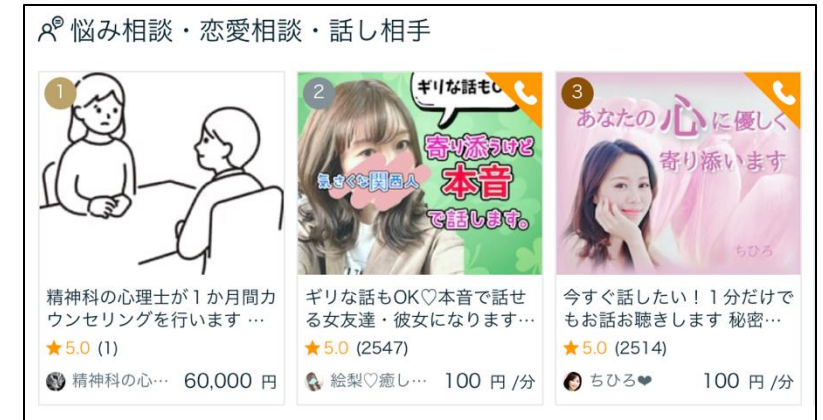 悩み相談・恋愛相談・話し相手
1
精神科の心理士が1か月間カ
ウンセリングを行います …
5.0 (1)
精神科の心… 60,000 円
2
ギリな話もO
寄り添うけど
気さくな関西人
本音
で話します。
ギリな話もOK♡本音で話せ
る女友達・彼女になります…
5.0 (2547)
絵梨♡癒し… 100 円 /分
3
あなたの心に優しく
寄り添います
ちひろ
今すぐ話したい！1分だけで
もお話お聴きします 秘密…
5.0 (2514)
ちひろ❤ 100 円 /分